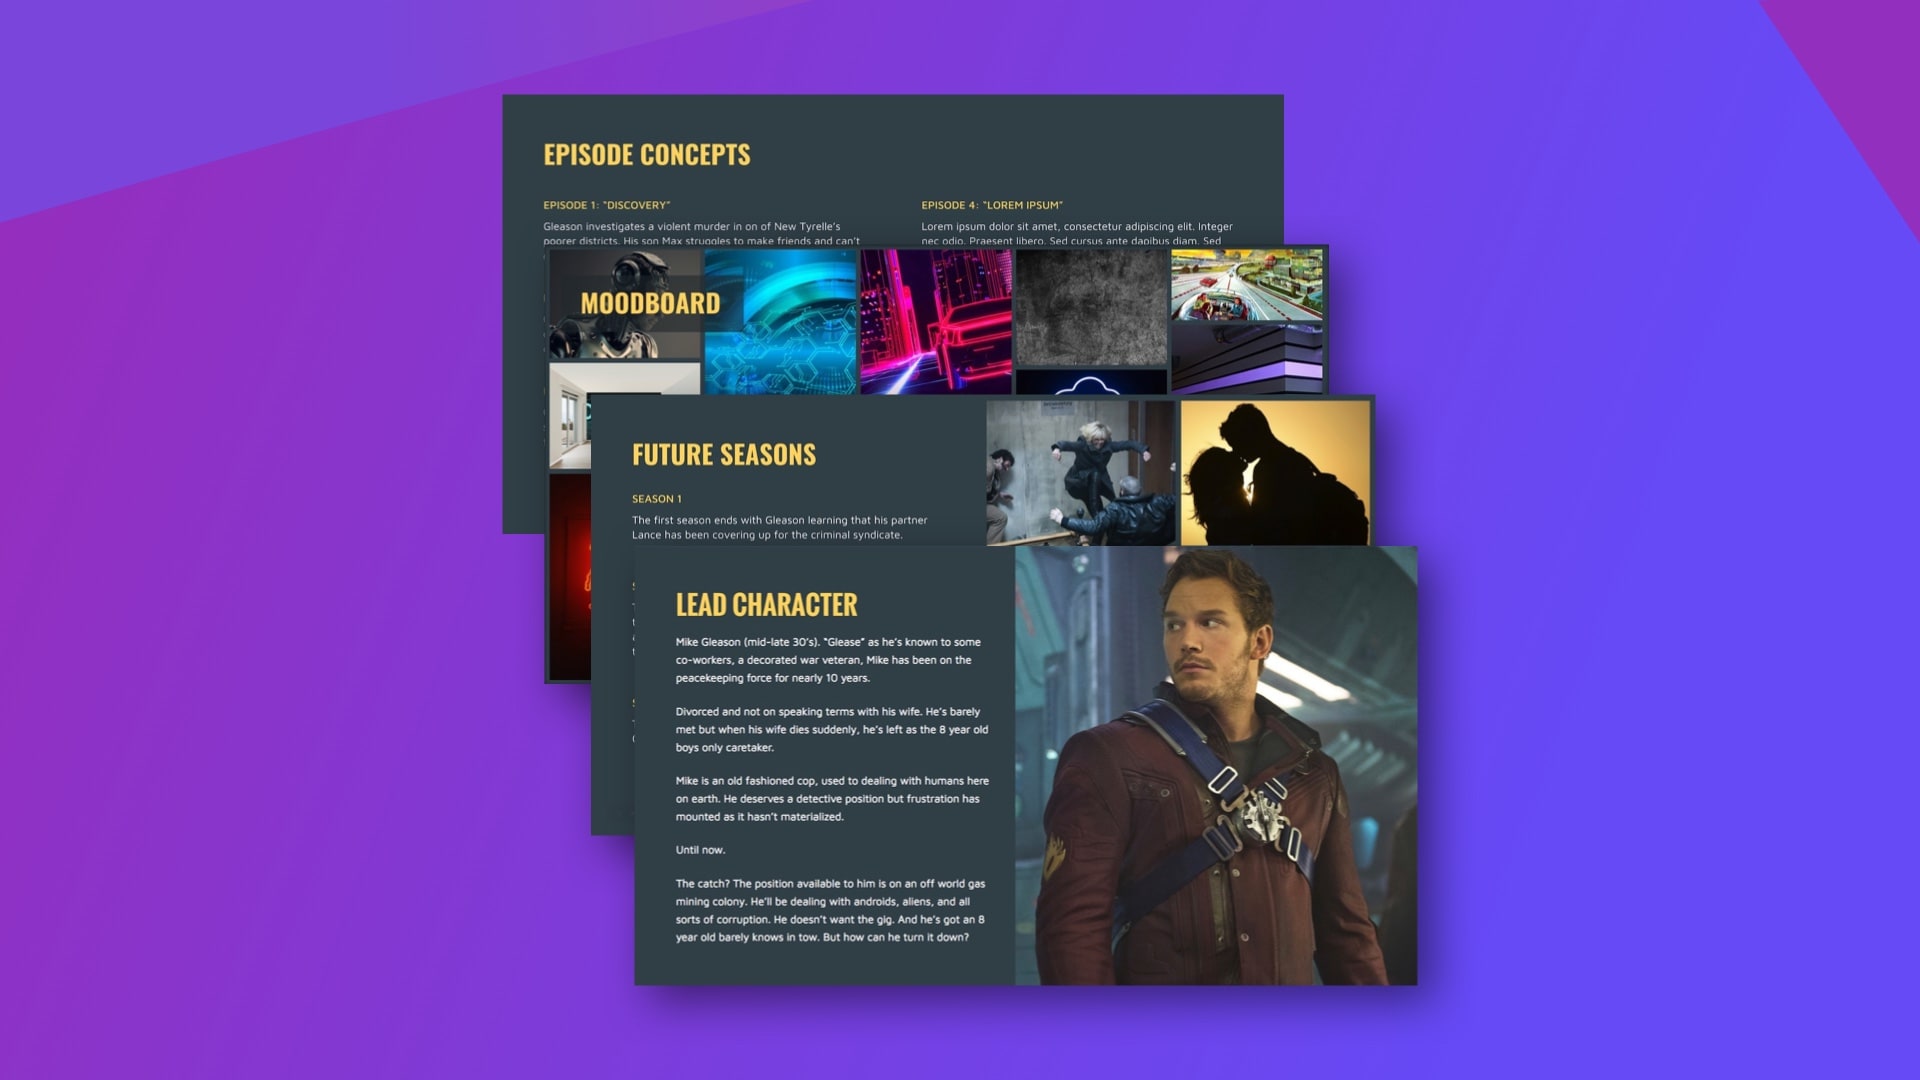 EPISODE CONCEPTS
EPISODE 1: “DISCOVERY”
Gleason investigates a violent murder in on of New Tyrelle’s
poorer districts. His son Max struggles to make friends and can’t
EPISODE 4: “LOREM IPSUM”
Lorem ipsum dolor sit amet, consectetur adipiscing elit. Integer
nec odio. Praesent libero. Sed cursus ante dapibus diam. Sed
MOODBOARD
FUTURE SEASONS
SEASON 1
The first season ends with Gleason learning that his partner
Lance has been covering up for the criminal syndicate.
LEAD CHARACTER
Mike Gleason (mid-late 30’s). “Glease” as he’s known to some
co-workers, a decorated war veteran, Mike has been on the
peacekeeping force for nearly 10 years.
Divorced and not on speaking terms with his wife. He’s barely
met but when his wife dies suddenly, he’s left as the 8 year old
boys only caretaker.
Mike is an old fashioned cop, used to dealing with humans here
on earth. He deserves a detective position but frustration has
mounted as it hasn’t materialized.
Until now.
The catch? The position available to him is on an off world gas
mining colony. He’ll be dealing with androids, aliens, and all
sorts of corruption. He doesn’t want the gig. And he’s got an 8
year old barely knows in tow. But how can he turn it down?